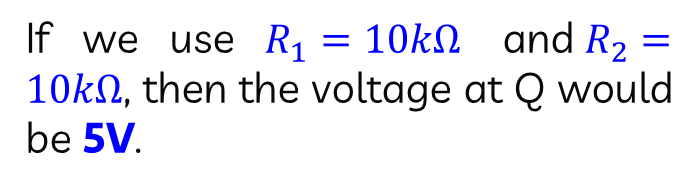 If we use R₁ = 10kΩ and R₂ =
10kΩ, then the voltage at Q would
be 5V.